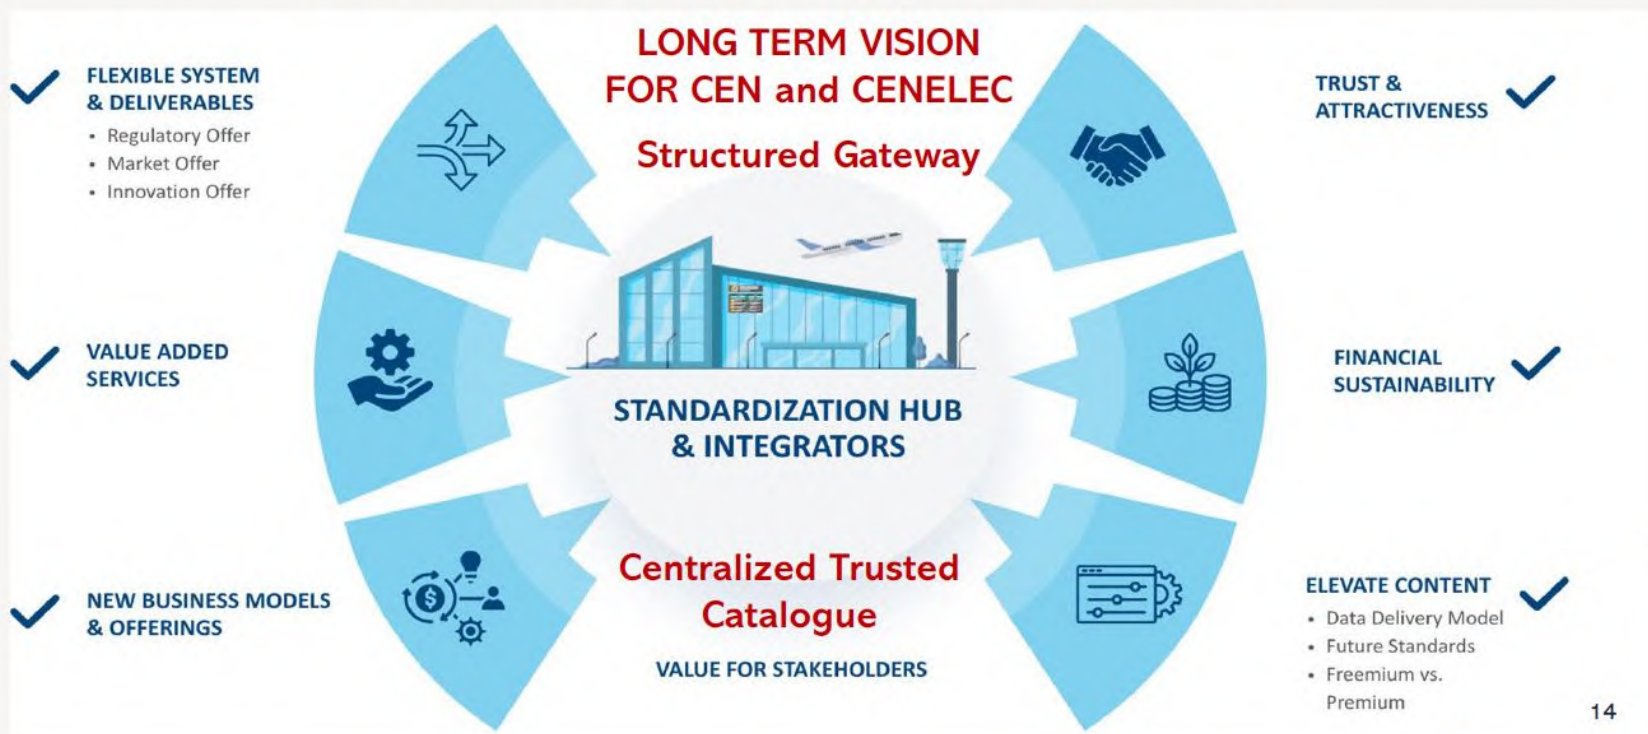 LONG TERM VISION
FOR CEN and CENELEC
Structured Gateway
FLEXIBLE SYSTEM
& DELIVERABLES
• Regulatory Offer
• Market Offer
• Innovation Offer
VALUE ADDED
SERVICES
NEW BUSINESS MODELS
& OFFERINGS
STANDARDIZATION HUB
& INTEGRATORS
Centralized Trusted
Catalogue
VALUE FOR STAKEHOLDERS
TRUST &
ATTRACTIVENESS
FINANCIAL
SUSTAINABILITY
ELEVATE CONTENT
• Data Delivery Model
• Future Standards
• Freemium vs.
Premium
14